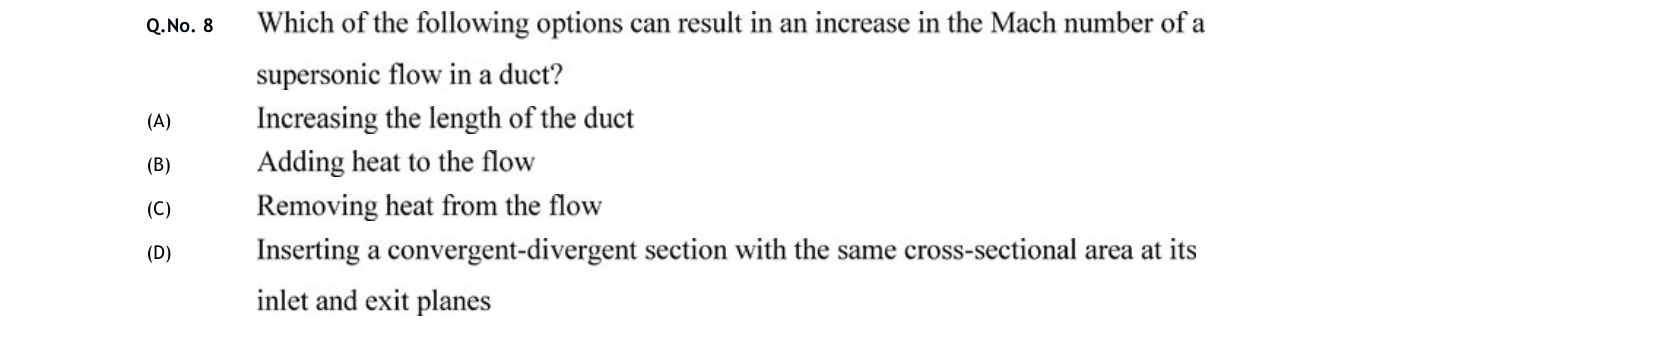 Q.No. 8 Which of the following options can result in an increase in the Mach number of a
supersonic flow in a duct?
(A) Increasing the length of the duct
(B) Adding heat to the flow
(C) Removing heat from the flow
(D) Inserting a convergent-divergent section with the same cross-sectional area at its
inlet and exit planes